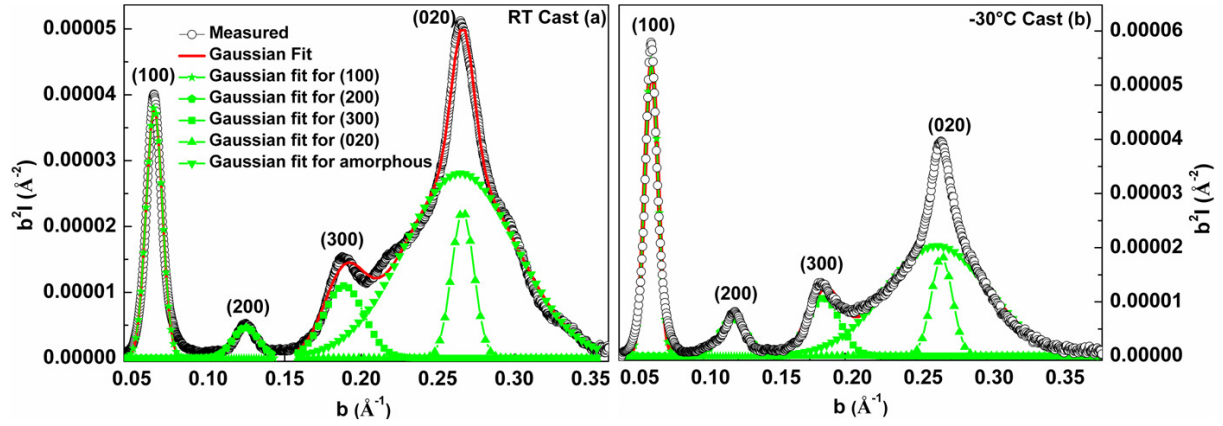 RT Cast (a)
Measured
Gaussian Fit
Gaussian fit for (100)
Gaussian fit for (200)
Gaussian fit for (300)
Gaussian fit for (020)
Gaussian fit for amorphous
(100)
(200)
(300)
(020)
0.00005
0.00004
0.00003
0.00002
0.00001
0.00000
b²I (Å⁻²)
0.05 0.10 0.15 0.20 0.25 0.30 0.35
b (Å⁻¹)
-30°C Cast (b)
(100)
(200)
(300)
(020)
0.00006
0.00005
0.00004
0.00003
0.00002
0.00001
0.00000
b²I (Å⁻²)
0.05 0.10 0.15 0.20 0.25 0.30 0.35
b (Å⁻¹)